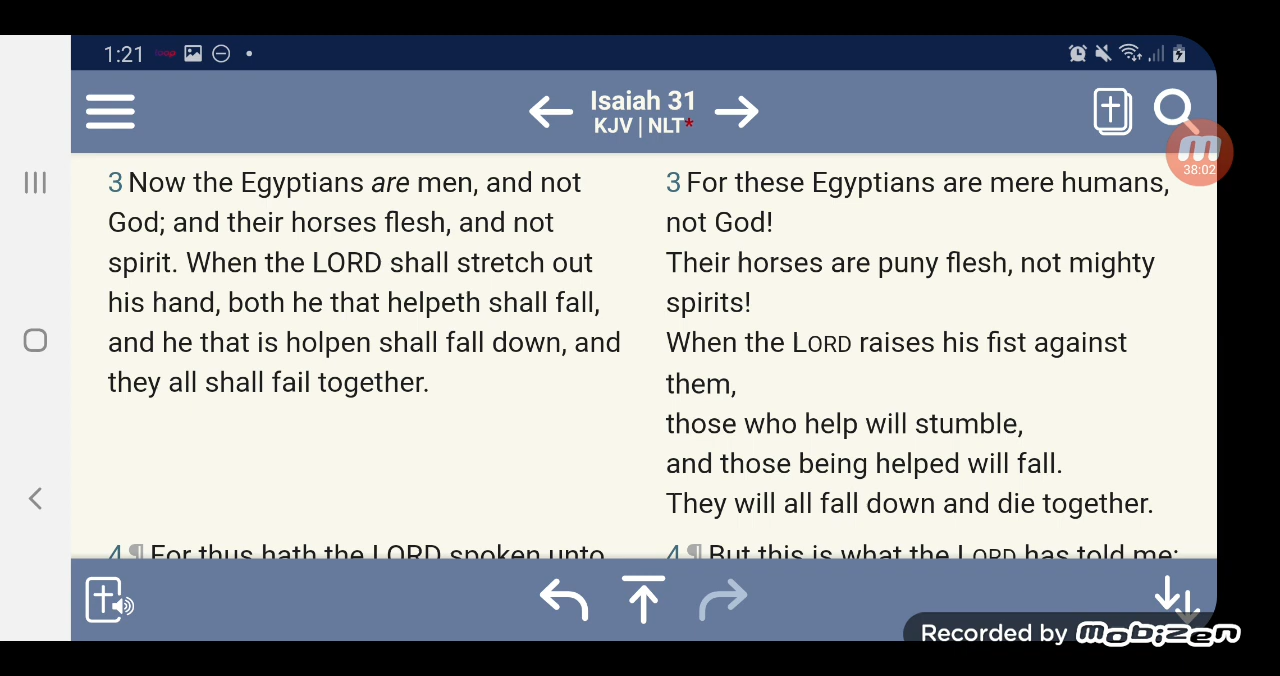 1:21
Isaiah 31
KJV | NLT*
38:02
3 Now the Egyptians are men, and not
God; and their horses flesh, and not
spirit. When the LORD shall stretch out
his hand, both he that helpeth shall fall,
and he that is holpen shall fall down, and
they all shall fail together.
4 ¶ For thus hath the LORD spoken unto
3 For these Egyptians are mere humans,
not God!
Their horses are puny flesh, not mighty
spirits!
When the LORD raises his fist against
them,
those who help will stumble,
and those being helped will fall.
They will all fall down and die together.
4 ¶ But this is what the LORD has told me:
Recorded by mobizen